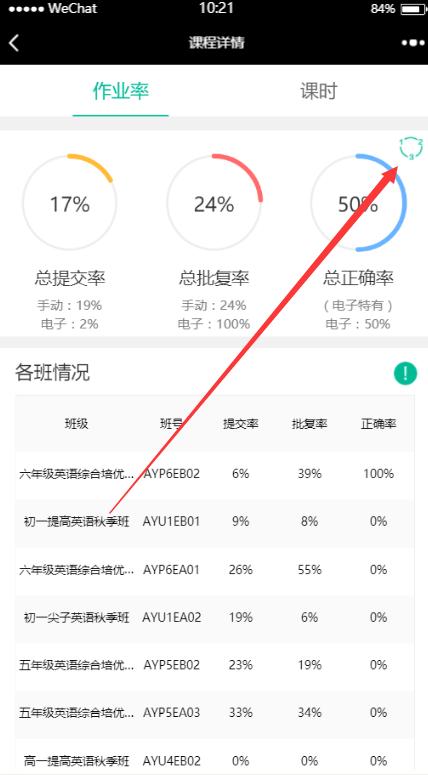 WeChat 10:21 84%
课程详情
作业率 课时
1 2 3
17% 24% 50%
总提交率 总批复率 总正确率
手动：19% 手动：24% （电子特有）
电子：2% 电子：100% 电子：50%
各班情况 !
班级 班号 提交率 批复率 正确率
六年级英语综合培优... AYP6EB02 6% 39% 100%
初一提高英语秋季班 AYU1EB01 9% 8% 0%
六年级英语综合培优... AYP6EA01 26% 55% 0%
初一尖子英语秋季班 AYU1EA02 19% 6% 0%
五年级英语综合培优... AYP5EB02 23% 19% 0%
五年级英语综合培优... AYP5EA03 33% 34% 0%
高一提高英语秋季班 AYU4EB02 0% 0% 0%